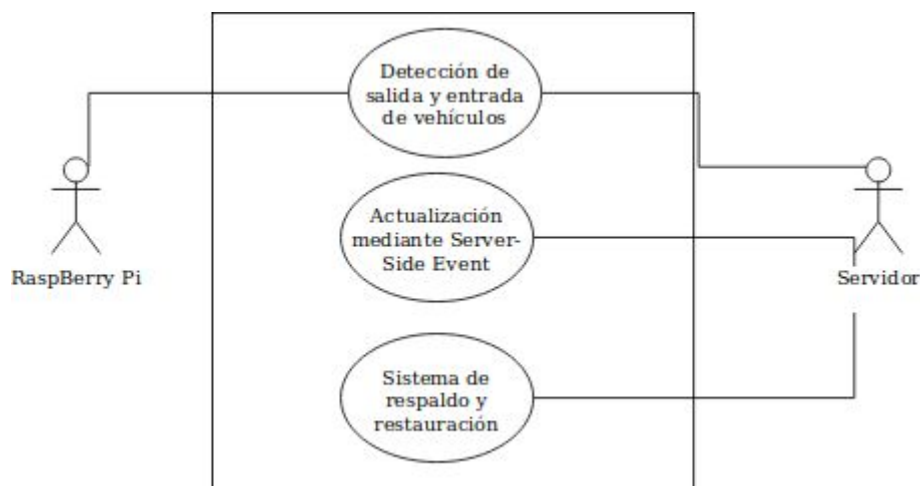 Detección de
salida y entrada
de vehículos
Actualización
mediante Server-
Side Event
RaspBerry Pi
Servidor
Sistema de
respaldo y
restauración